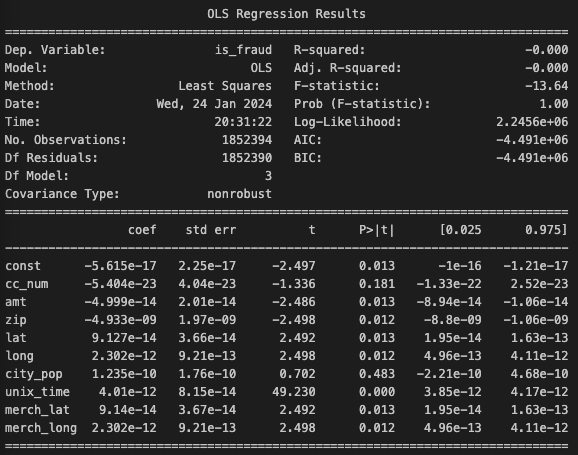 OLS Regression Results
==============================================================================
Dep. Variable: is_fraud R-squared: -0.000
Model: OLS Adj. R-squared: -0.000
Method: Least Squares F-statistic: -13.64
Date: Wed, 24 Jan 2024 Prob (F-statistic): 1.00
Time: 20:31:22 Log-Likelihood: 2.2456e+06
No. Observations: 1852394 AIC: -4.491e+06
Df Residuals: 1852390 BIC: -4.491e+06
Df Model: 3
Covariance Type: nonrobust
==============================================================================
coef std err t P>|t| [0.025 0.975]
------------------------------------------------------------------------------
const -5.615e-17 2.25e-17 -2.497 0.013 -1e-16 -1.21e-17
cc_num -5.404e-23 4.04e-23 -1.336 0.181 -1.33e-22 2.52e-23
amt -4.999e-14 2.01e-14 -2.486 0.013 -8.94e-14 -1.06e-14
zip -4.933e-09 1.97e-09 -2.498 0.012 -8.8e-09 -1.06e-09
lat 9.127e-14 3.66e-14 2.492 0.013 1.95e-14 1.63e-13
long 2.302e-12 9.21e-13 2.498 0.012 4.96e-13 4.11e-12
city_pop 1.235e-10 1.76e-10 0.702 0.483 -2.21e-10 4.68e-10
unix_time 4.01e-12 8.15e-14 49.230 0.000 3.85e-12 4.17e-12
merch_lat 9.14e-14 3.67e-14 2.492 0.013 1.95e-14 1.63e-13
merch_long 2.302e-12 9.21e-13 2.498 0.012 4.96e-13 4.11e-12
==============================================================================